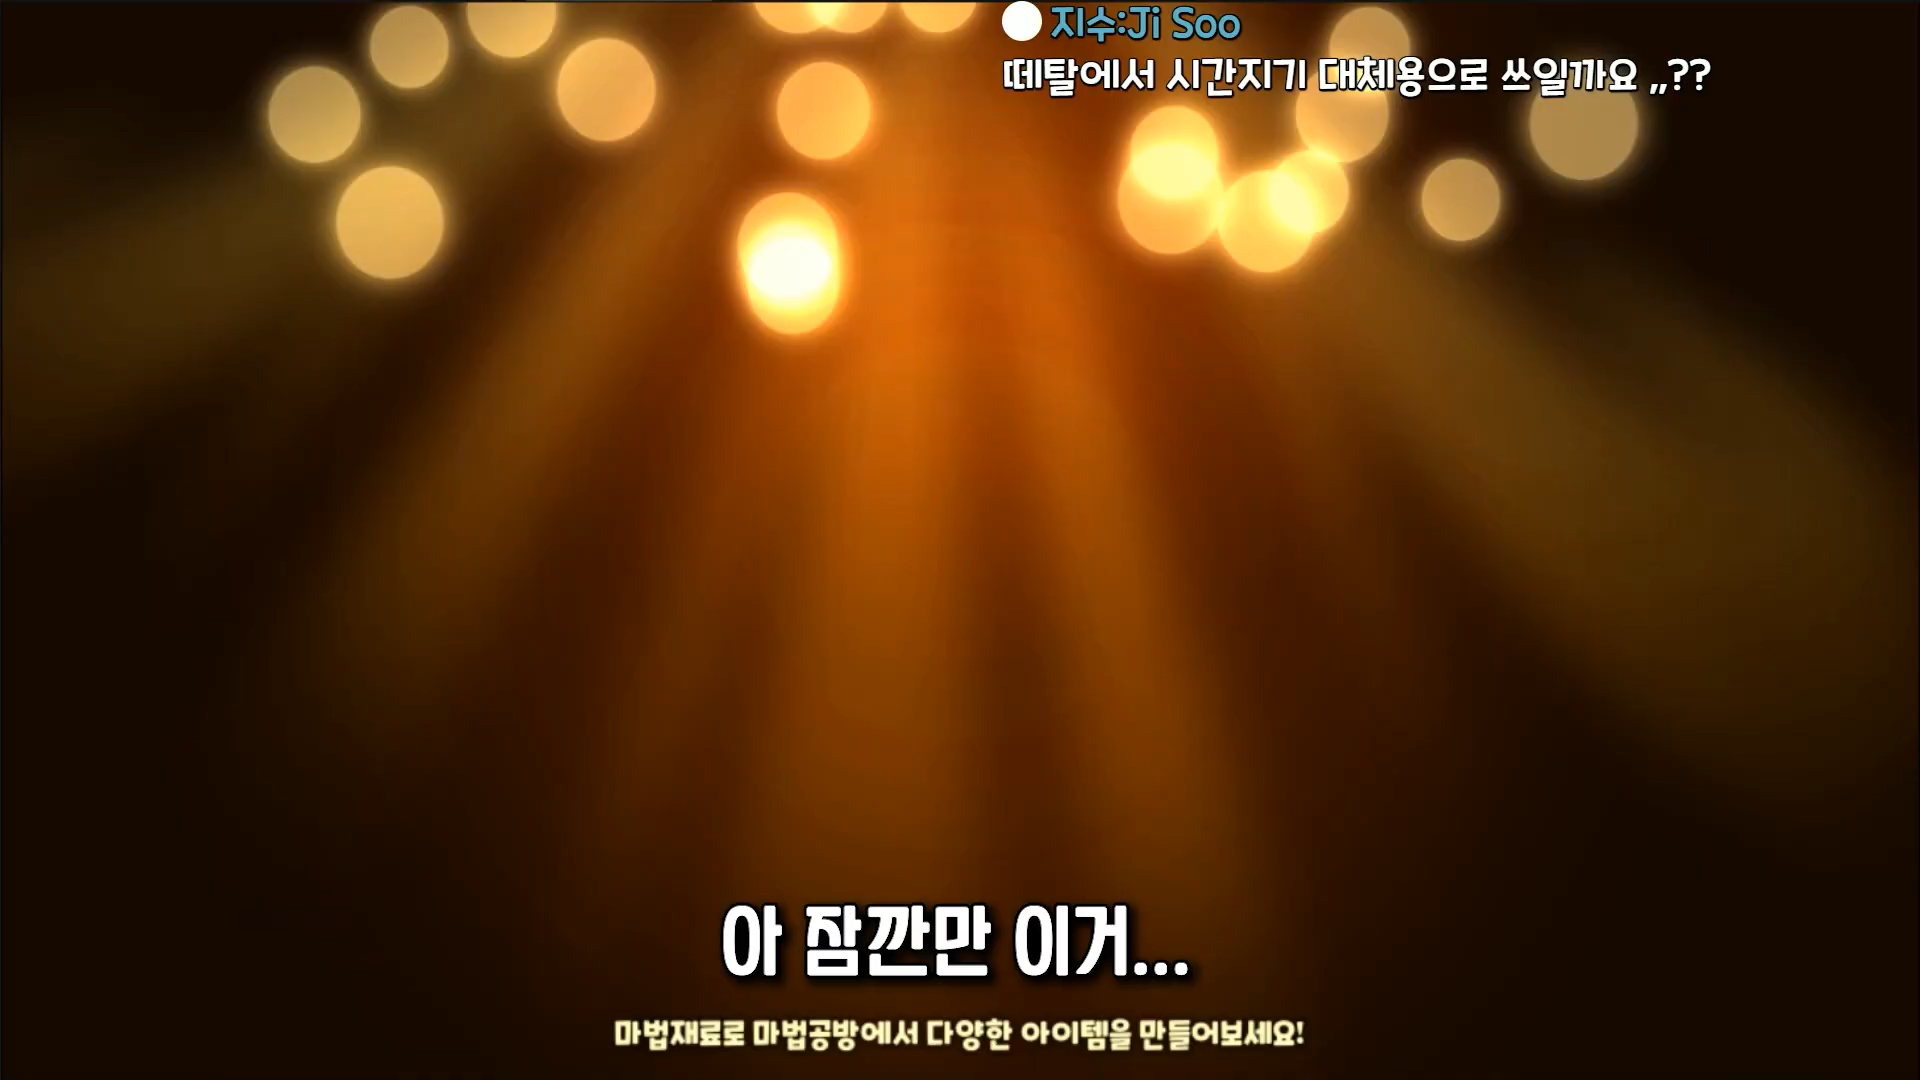 지수:Ji Soo
떼탈에서 시간지기 대체용으로 쓰일까요 ,,??
아 잠깐만 이거...
마법재료로 마법공방에서 다양한 아이템을 만들어보세요!